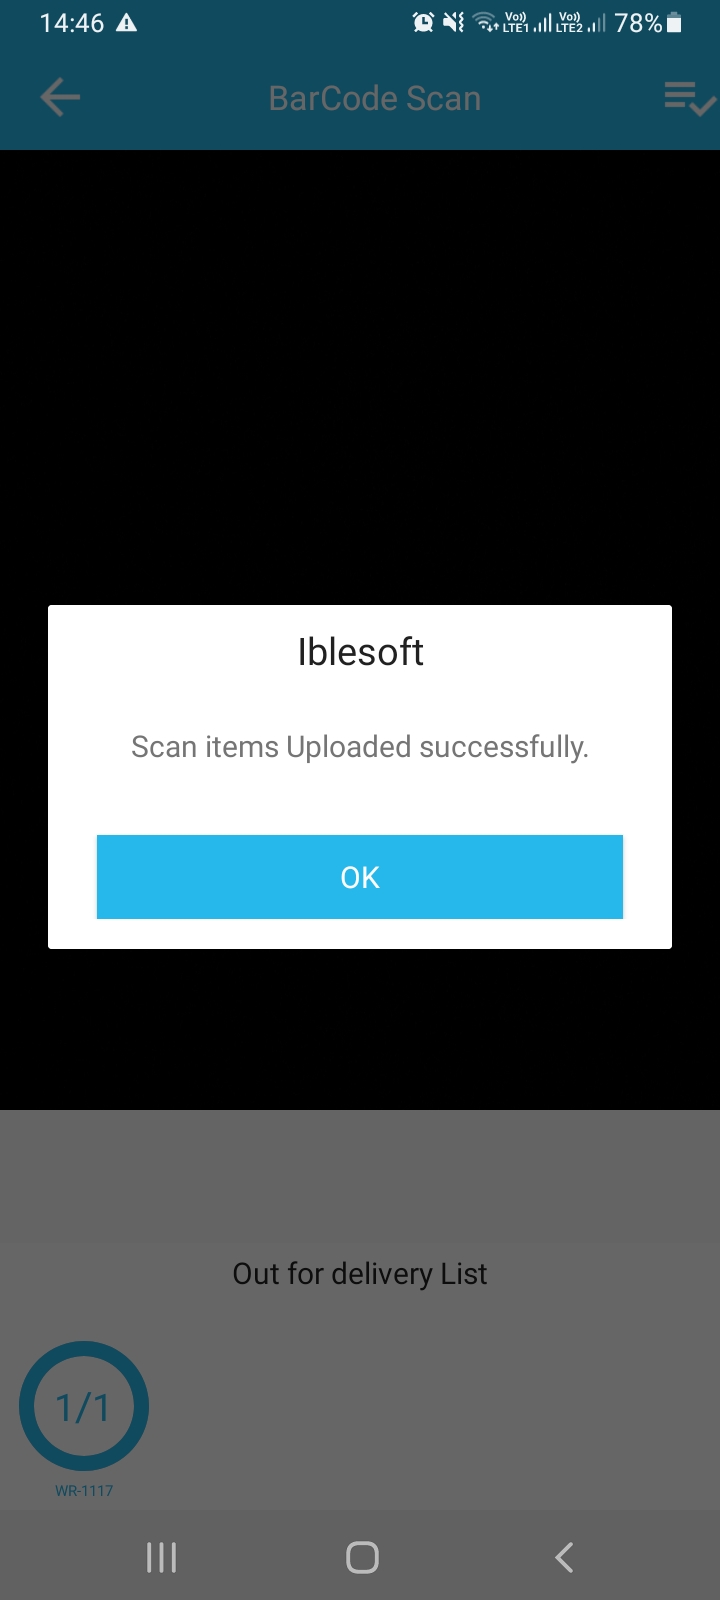 14:46
Vo)) LTE1 Vo)) LTE2 78%
BarCode Scan
Iblesoft
Scan items Uploaded successfully.
OK
Out for delivery List
1/1
WR-1117